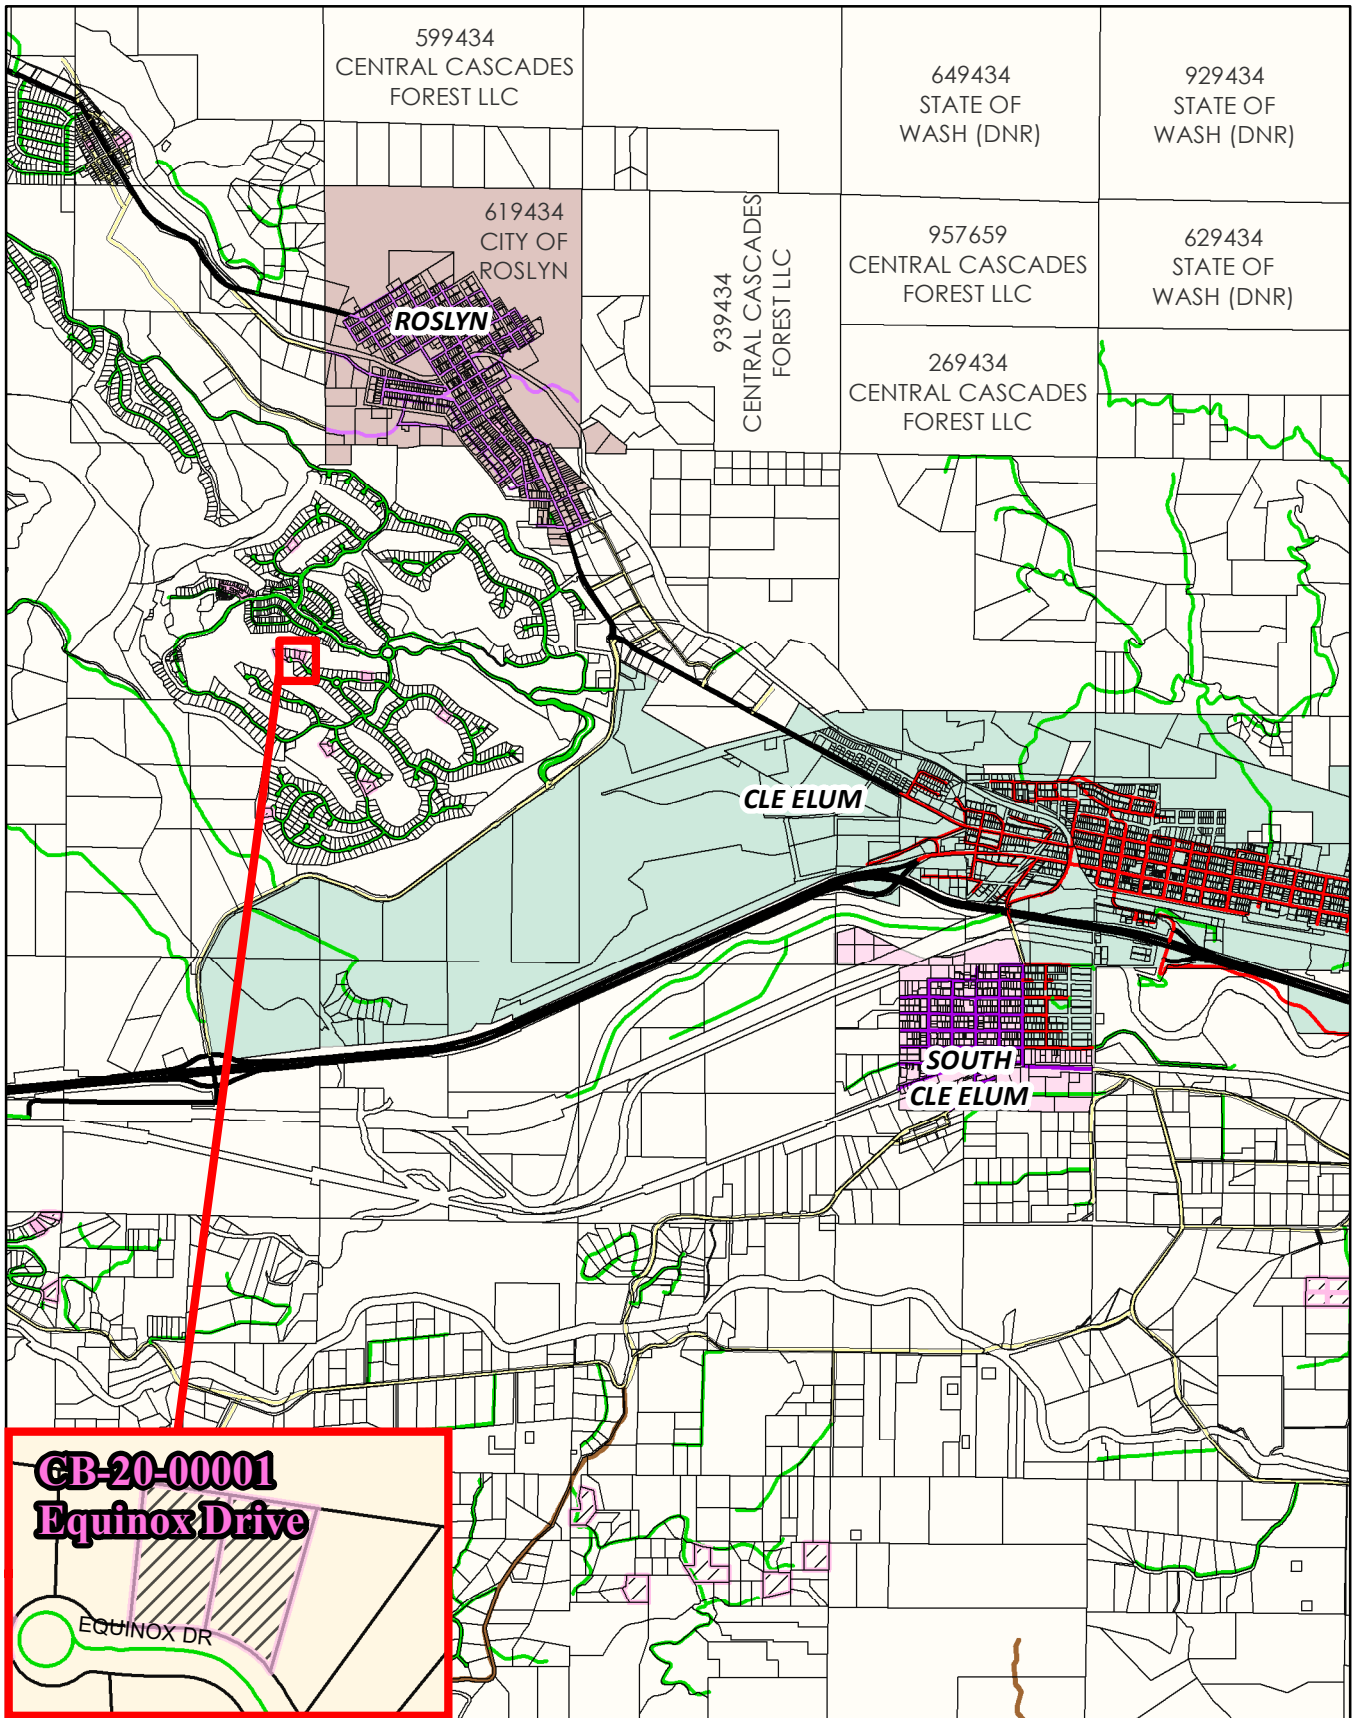 599434
CENTRAL CASCADES
FOREST LLC
649434
STATE OF
WASH (DNR)
929434
STATE OF
WASH (DNR)
619434
CITY OF
ROSLYN
939434
CENTRAL CASCADES
FOREST LLC
957659
CENTRAL CASCADES
FOREST LLC
629434
STATE OF
WASH (DNR)
ROSLYN
269434
CENTRAL CASCADES
FOREST LLC
CLE ELUM
SOUTH
CLE ELUM
CB-20-00001
Equinox Drive
EQUINOX DR